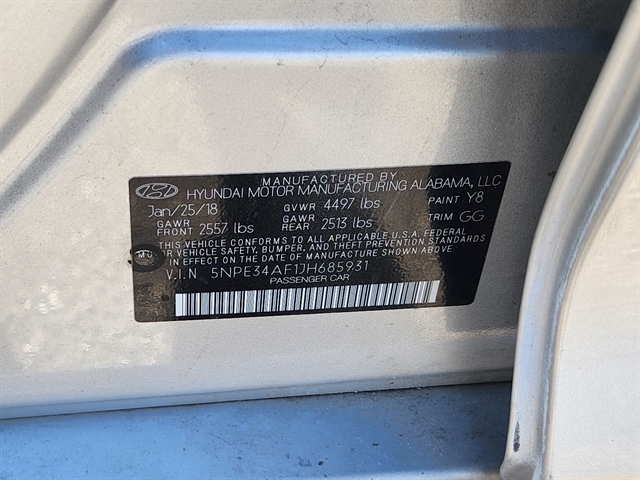 MANUFACTURED BY
HYUNDAI MOTOR MANUFACTURING ALABAMA, LLC
Jan/25/18 GVWR 4497 lbs PAINT Y8
GAWR FRONT 2557 lbs GAWR REAR 2513 lbs TRIM GG
THIS VEHICLE CONFORMS TO ALL APPLICABLE U.S.A. FEDERAL
MOTOR VEHICLE SAFETY, BUMPER, AND THEFT PREVENTION STANDARDS
IN EFFECT ON THE DATE OF MANUFACTURE SHOWN ABOVE
V.I.N 5NPE34AF1JH685931
PASSENGER CAR